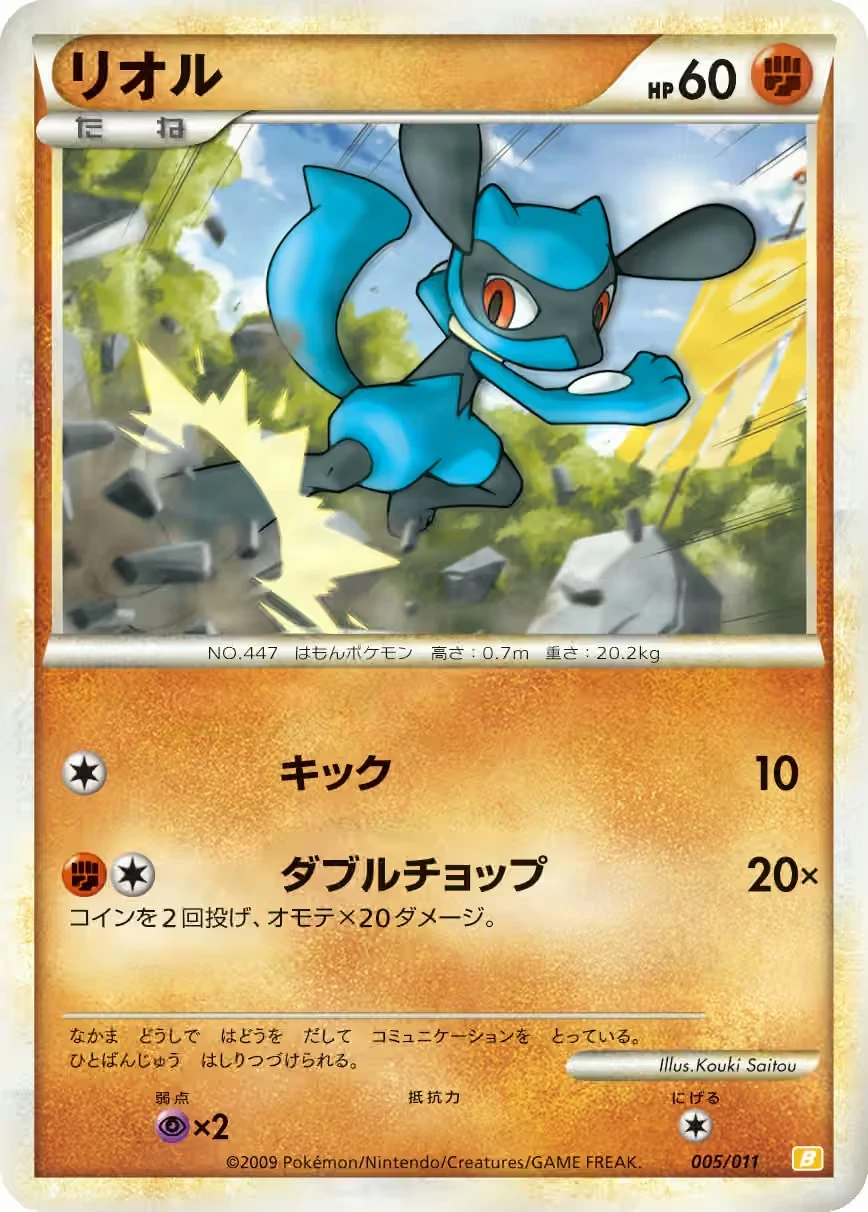 リオル
HP60
たね
NO.447 はもんポケモン 高さ:0.7m 重さ:20.2kg
キック 10
ダブルチョップ 20×
コインを2回投げ、オモテ×20ダメージ。
なかま どうしで はどうを だして コミュニケーションを とっている。
ひとばんじゅう はしりつづけられる。
Illus.Kouki Saitou
弱点 抵抗力 にげる
×2
©2009 Pokémon/Nintendo/Creatures/GAME FREAK. 005/011 B